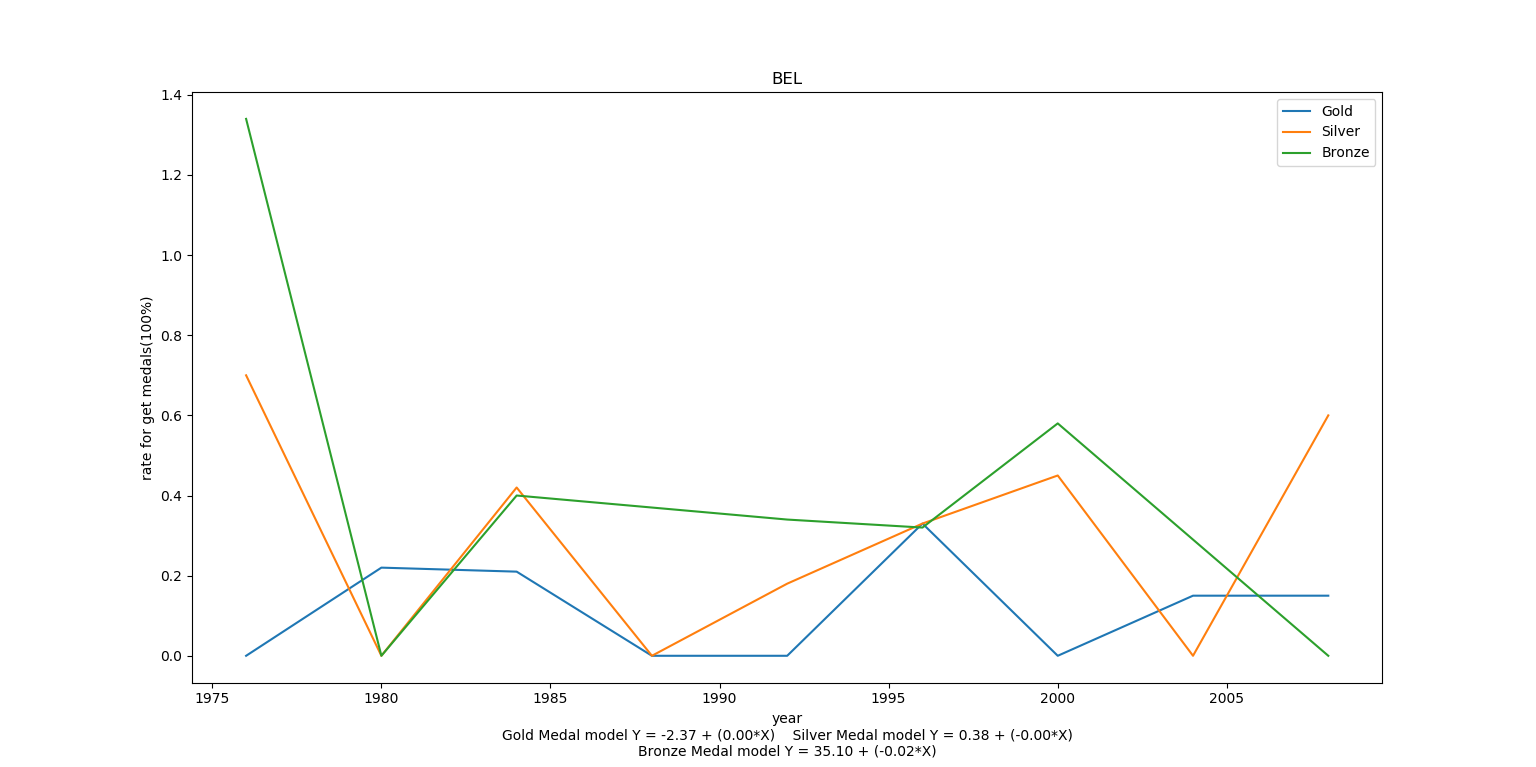 BEL
1.4
1.2
1.0
0.8
0.6
0.4
0.2
0.0
rate for get medals(100%)
Gold
Silver
Bronze
1975
1980
1985
1990
1995
2000
2005
year
Gold Medal model Y = -2.37 + (0.00*X)    Silver Medal model Y = 0.38 + (-0.00*X)
Bronze Medal model Y = 35.10 + (-0.02*X)